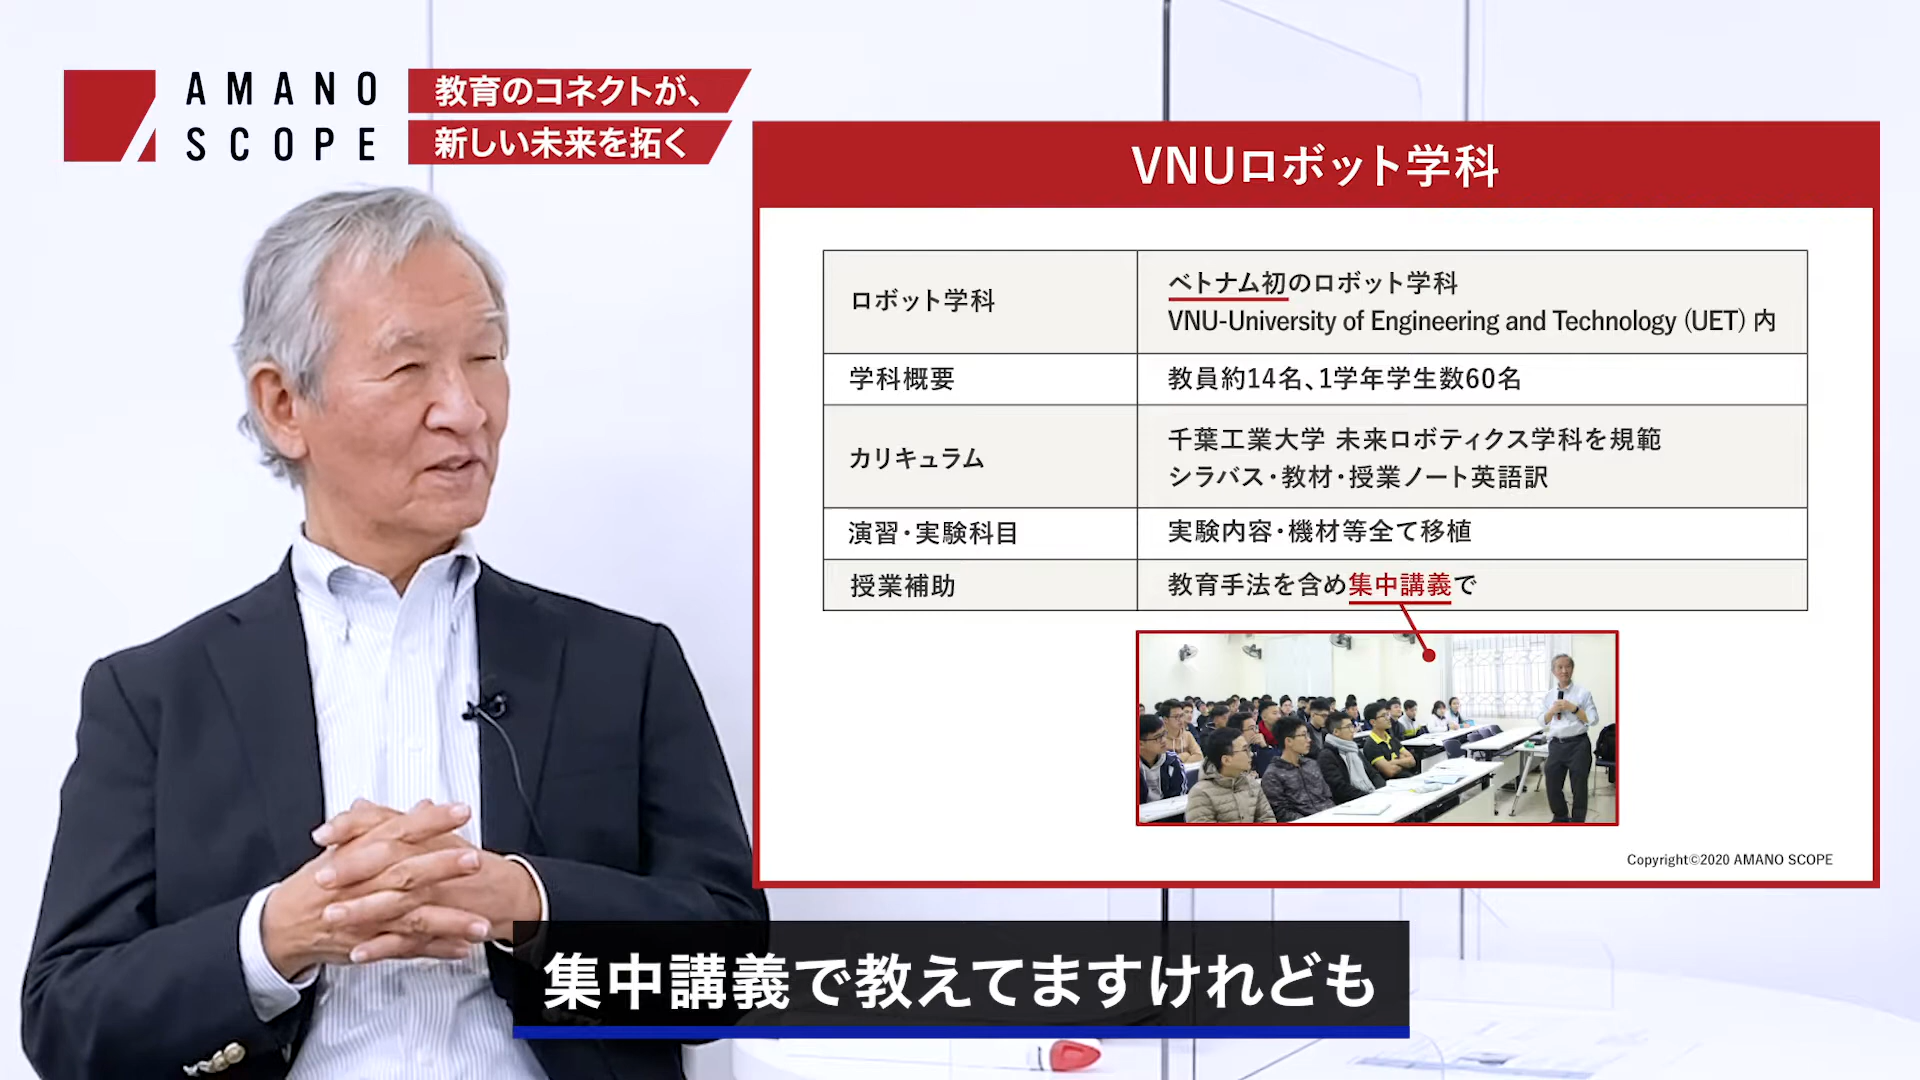 AMANO
SCOPE
教育のコネクトが、
新しい未来を拓く
VNUロボット学科
ロボット学科
ベトナム初のロボット学科
VNU-University of Engineering and Technology (UET) 内
学科概要
教員約14名、1学年学生数60名
カリキュラム
千葉工業大学 未来ロボティクス学科を規範
シラバス・教材・授業ノート英語訳
演習・実験科目
実験内容・機材等全て移植
授業補助
教育手法を含め集中講義で
Copyright©2020 AMANO SCOPE
集中講義で教えてますけれども